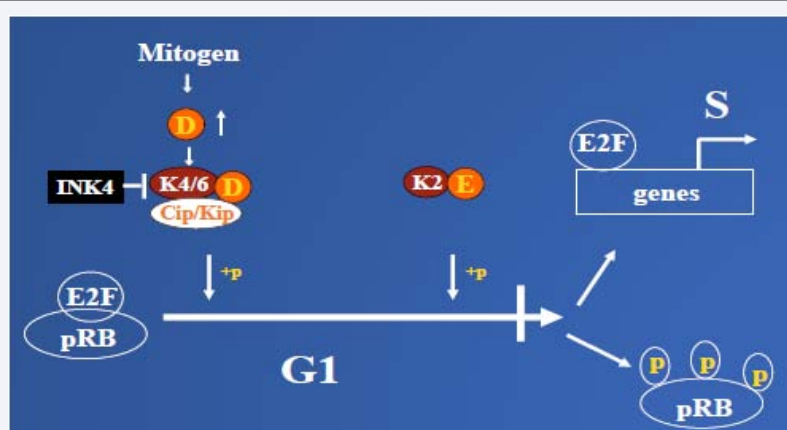 Mitogen
D
INK4
K4/6
D
Cip/Kip
K2
E
+p
+p
E2F
pRB
G1
S
E2F
genes
p
p
p
pRB